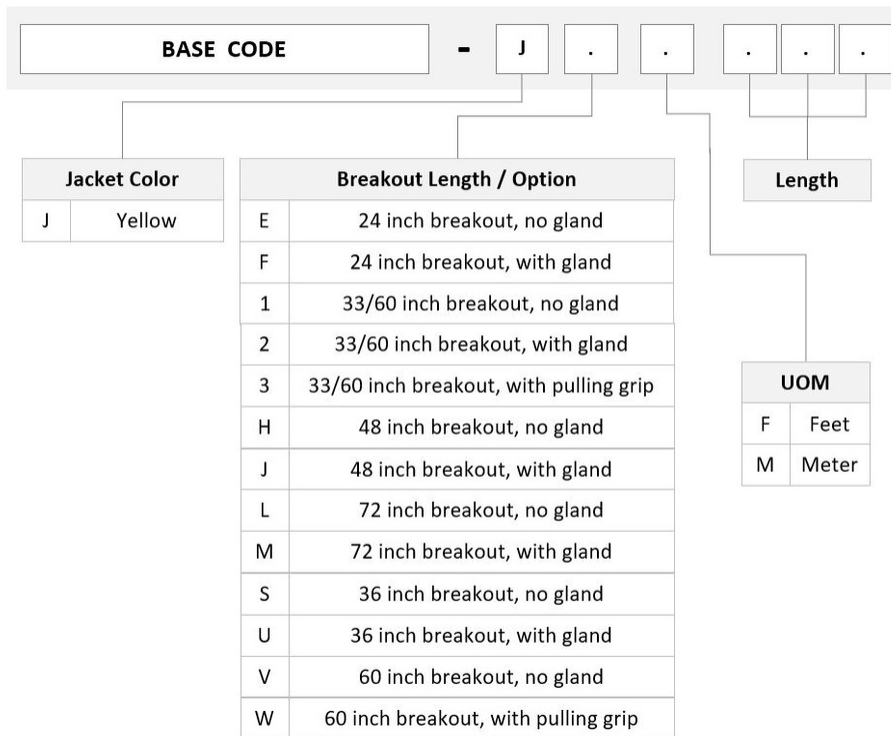 BASE CODE - J . . . . .
Jacket Color
J Yellow
Breakout Length / Option
E 24 inch breakout, no gland
F 24 inch breakout, with gland
1 33/60 inch breakout, no gland
2 33/60 inch breakout, with gland
3 33/60 inch breakout, with pulling grip
H 48 inch breakout, no gland
J 48 inch breakout, with gland
L 72 inch breakout, no gland
M 72 inch breakout, with gland
S 36 inch breakout, no gland
U 36 inch breakout, with gland
V 60 inch breakout, no gland
W 60 inch breakout, with pulling grip
Length
UOM
F Feet
M Meter